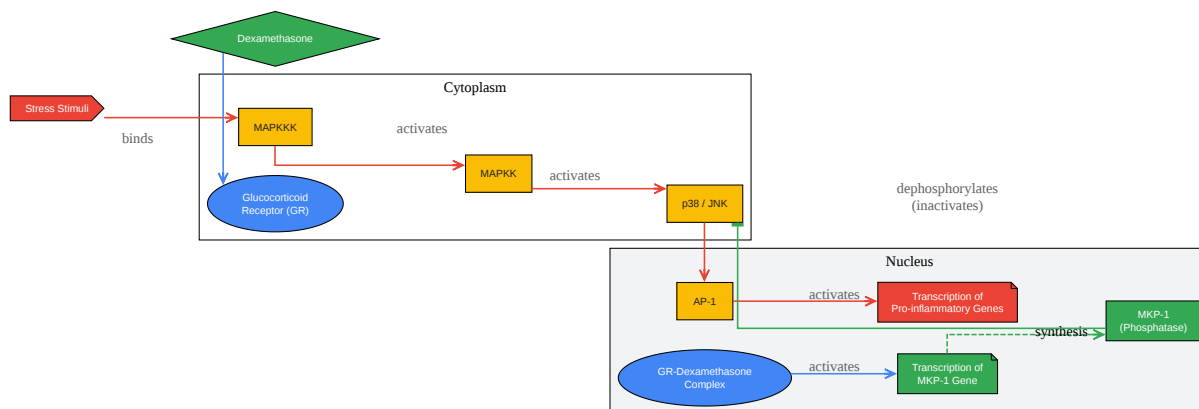 Dexamethasone
Cytoplasm
Stress Stimuli
binds
MAPKKK
activates
MAPKK
activates
Glucocorticoid
Receptor (GR)
p38 / JNK
dephosphorylates
(inactivates)
Nucleus
AP-1
activates
Transcription of
Pro-inflammatory Genes
MKP-1
(Phosphatase)
synthesis
GR-Dexamethasone
Complex
activates
Transcription of
MKP-1 Gene